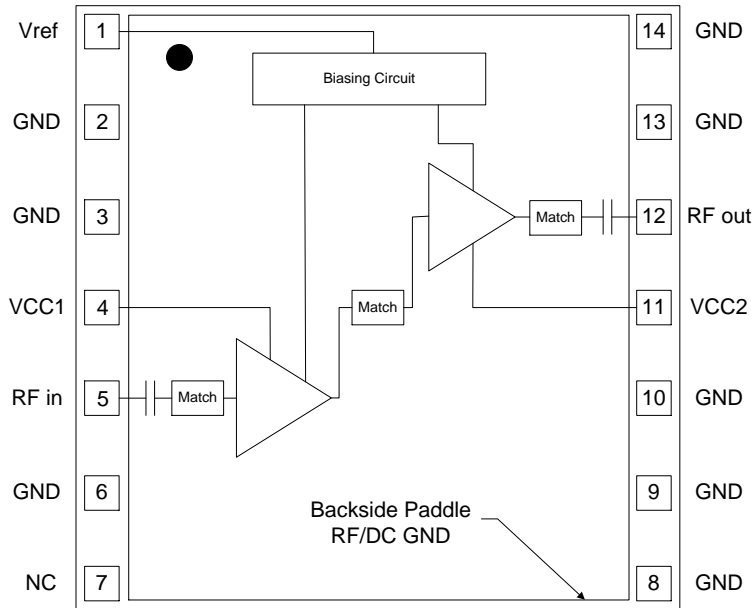 Vref 1 14 GND
Biasing Circuit
GND 2 13 GND
GND 3 Match 12 RF out
VCC1 4 Match 11 VCC2
RF in 5 Match 10 GND
GND 6 9 GND
Backside Paddle
RF/DC GND
NC 7 8 GND